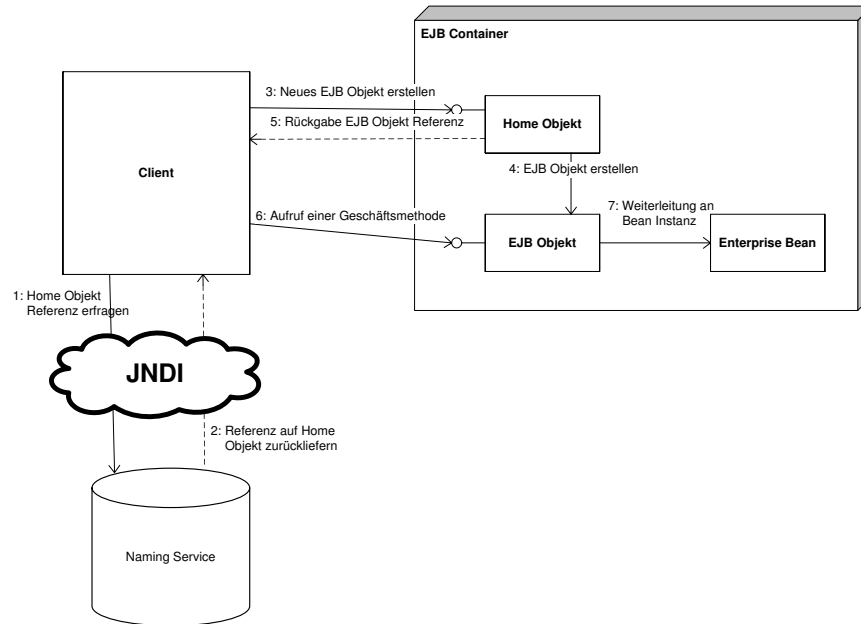 EJB Container
3: Neues EJB Objekt erstellen
5: Rückgabe EJB Objekt Referenz
Home Objekt
Client
4: EJB Objekt erstellen
6: Aufruf einer Geschäftsmethode
7: Weiterleitung an
Bean Instanz
EJB Objekt
Enterprise Bean
1: Home Objekt
Referenz erfragen
JNDI
2: Referenz auf Home
Objekt zurückliefern
Naming Service